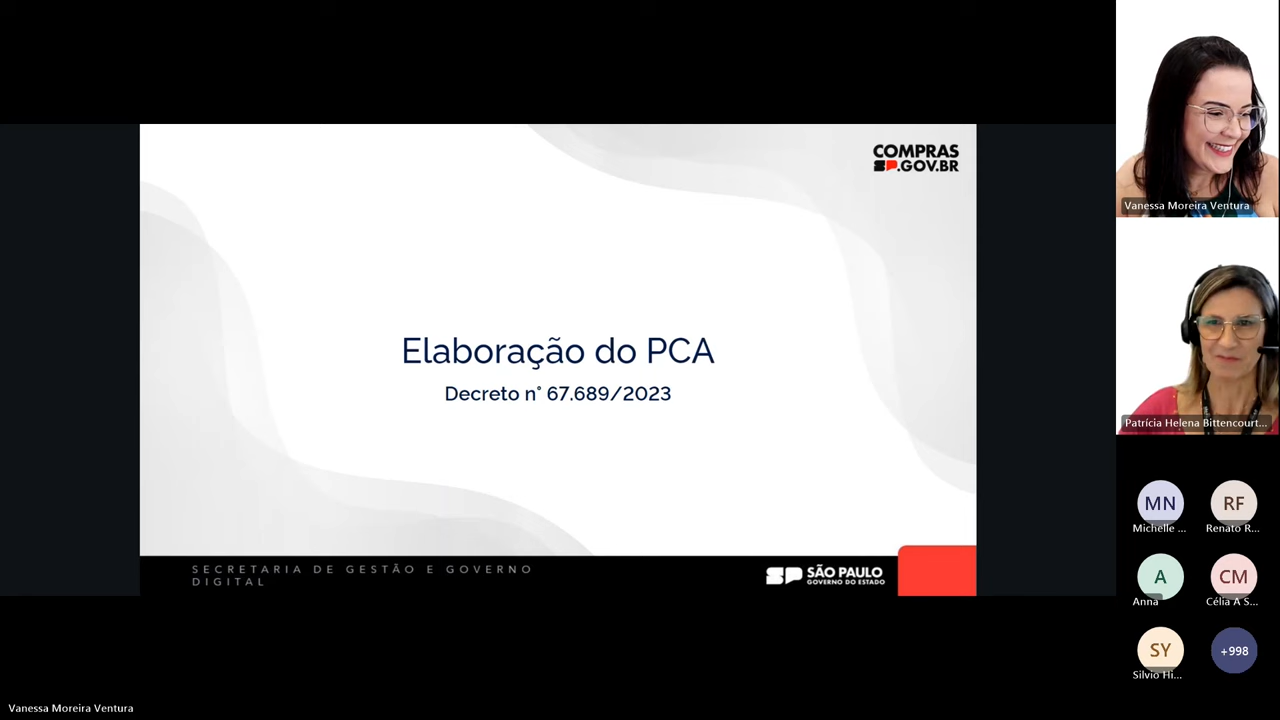 COMPRAS
SP.GOV.BR
Elaboração do PCA
Decreto n° 67.689/2023
SECRETARIA DE GESTÃO E GOVERNO
DIGITAL
SP SÃO PAULO
GOVERNO DO ESTADO
Vanessa Moreira Ventura
Patrícia Helena Bittencourt...
MN
RF
Michelle ...
Renato R...
A
CM
Anna
Célia A S...
SY
+998
Silvio Hi...
Vanessa Moreira Ventura